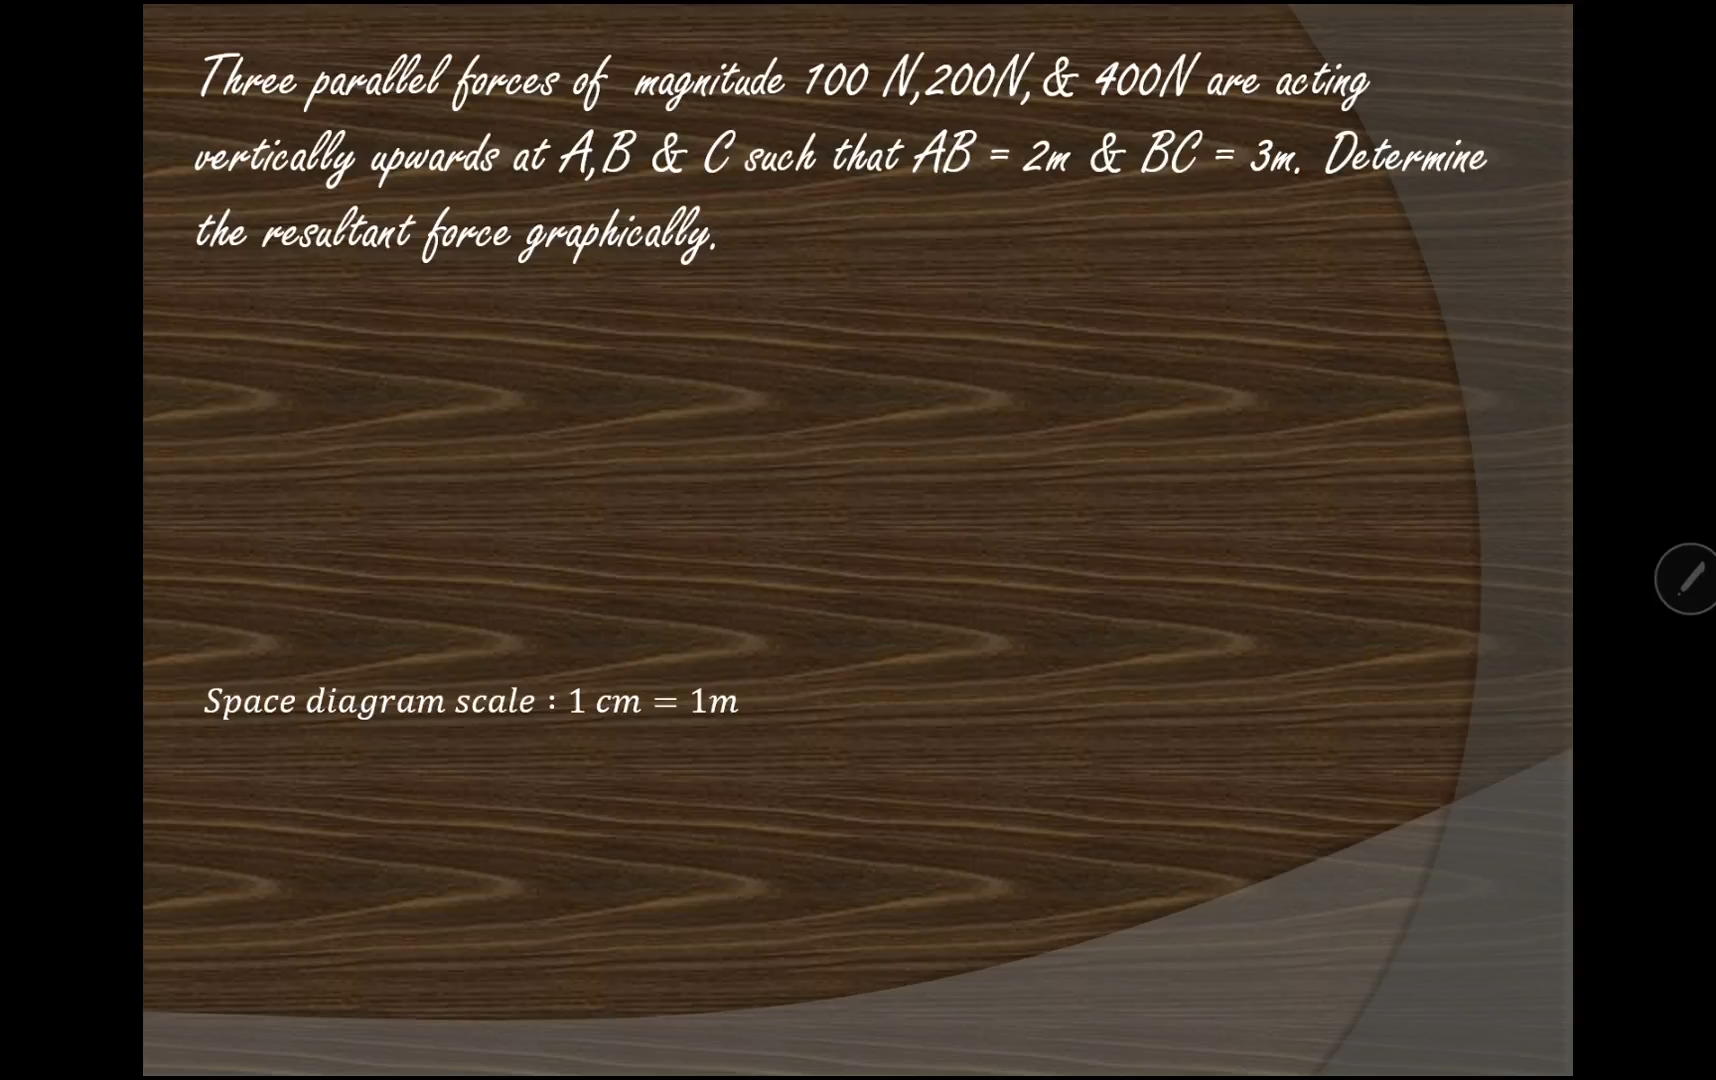 Three parallel forces of magnitude 100 N,200N, & 400N are acting
vertically upwards at A,B & C such that AB = 2m & BC = 3m. Determine
the resultant force graphically.
Space diagram scale : 1 cm = 1m